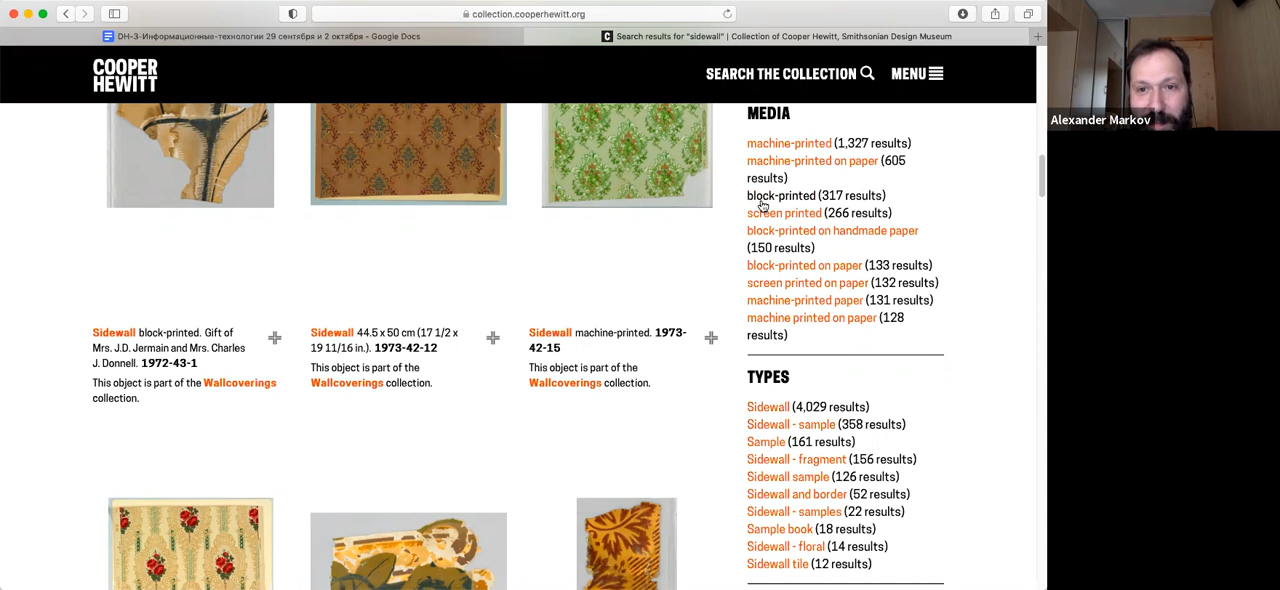 collection.cooperhewitt.org
DH-3-Информационные-технологии 29 сентября и 2 октября - Google Docs
C Search results for "sidewall" | Collection of Cooper Hewitt, Smithsonian Design Museum
COOPER
HEWITT
SEARCH THE COLLECTION
MENU
Alexander Markov
Sidewall block-printed. Gift of
Mrs. J.D. Jermain and Mrs. Charles
J. Donnell. 1972-43-1
This object is part of the Wallcoverings
collection.
Sidewall 44.5 x 50 cm (17 1/2 x
19 11/16 in.). 1973-42-12
This object is part of the
Wallcoverings collection.
Sidewall machine-printed. 1973-
42-15
This object is part of the
Wallcoverings collection.
MEDIA
machine-printed (1,327 results)
machine-printed on paper (605
results)
block-printed (317 results)
screen printed (266 results)
block-printed on handmade paper
(150 results)
block-printed on paper (133 results)
screen printed on paper (132 results)
machine-printed paper (131 results)
machine printed on paper (128
results)
TYPES
Sidewall (4,029 results)
Sidewall - sample (358 results)
Sample (161 results)
Sidewall - fragment (156 results)
Sidewall sample (126 results)
Sidewall and border (52 results)
Sidewall - samples (22 results)
Sample book (18 results)
Sidewall - floral (14 results)
Sidewall tile (12 results)